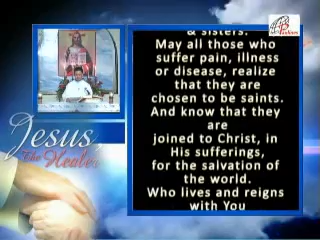 & sisters.
May all those who
suffer pain, illness
or disease, realize
that they are
chosen to be saints.
And know that they
are
joined to Christ, in
His sufferings,
for the salvation of
the world.
Who lives and reigns
with You
Jesus
The Healer